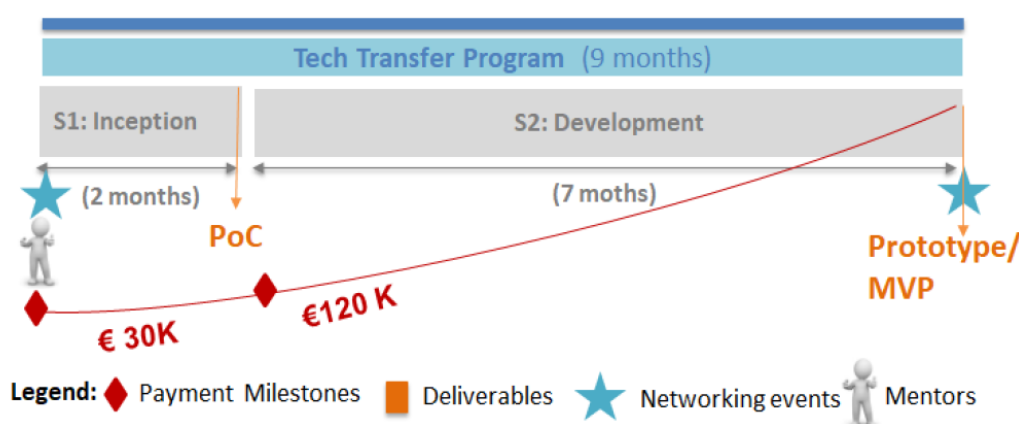 Tech Transfer Program (9 months)
S1: Inception
S2: Development
(2 months)
(7 moths)
PoC
Prototype/
MVP
€ 30K
€120 K
Legend: Payment Milestones Deliverables Networking events Mentors